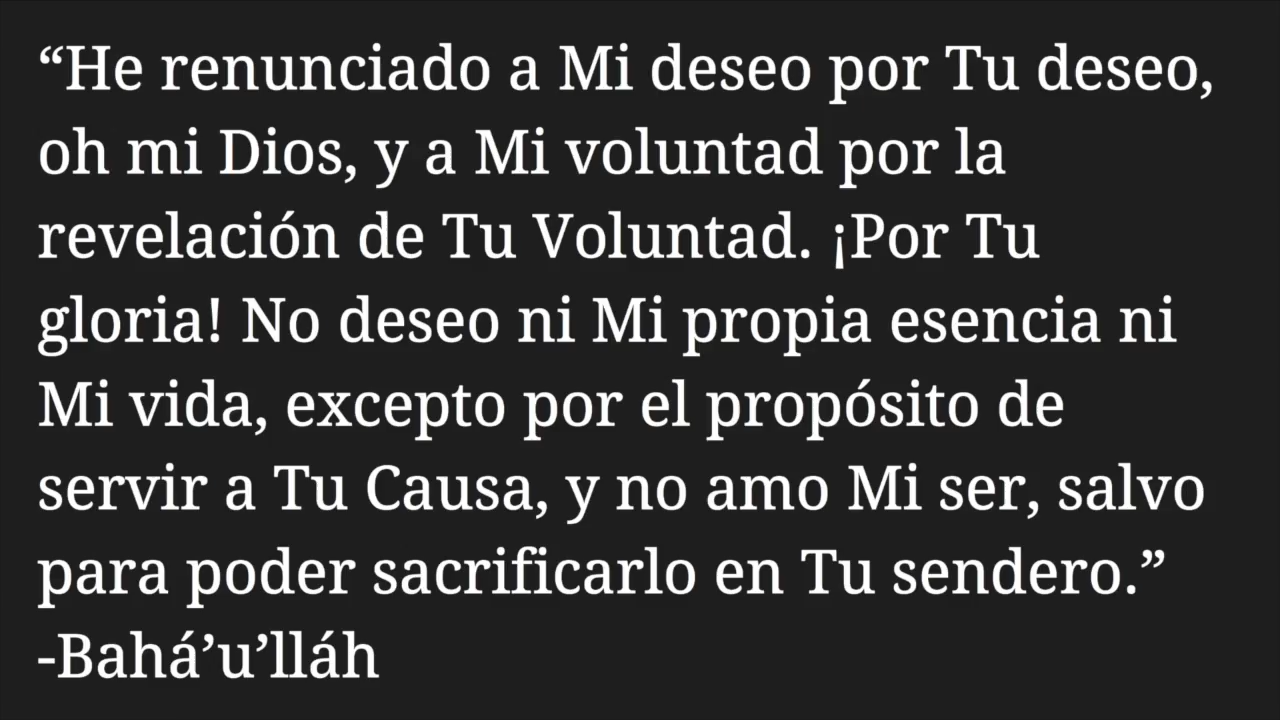 “He renunciado a Mi deseo por Tu deseo,
oh mi Dios, y a Mi voluntad por la
revelación de Tu Voluntad. ¡Por Tu
gloria! No deseo ni Mi propia esencia ni
Mi vida, excepto por el propósito de
servir a Tu Causa, y no amo Mi ser, salvo
para poder sacrificarlo en Tu sendero.”
-Bahá’u’lláh